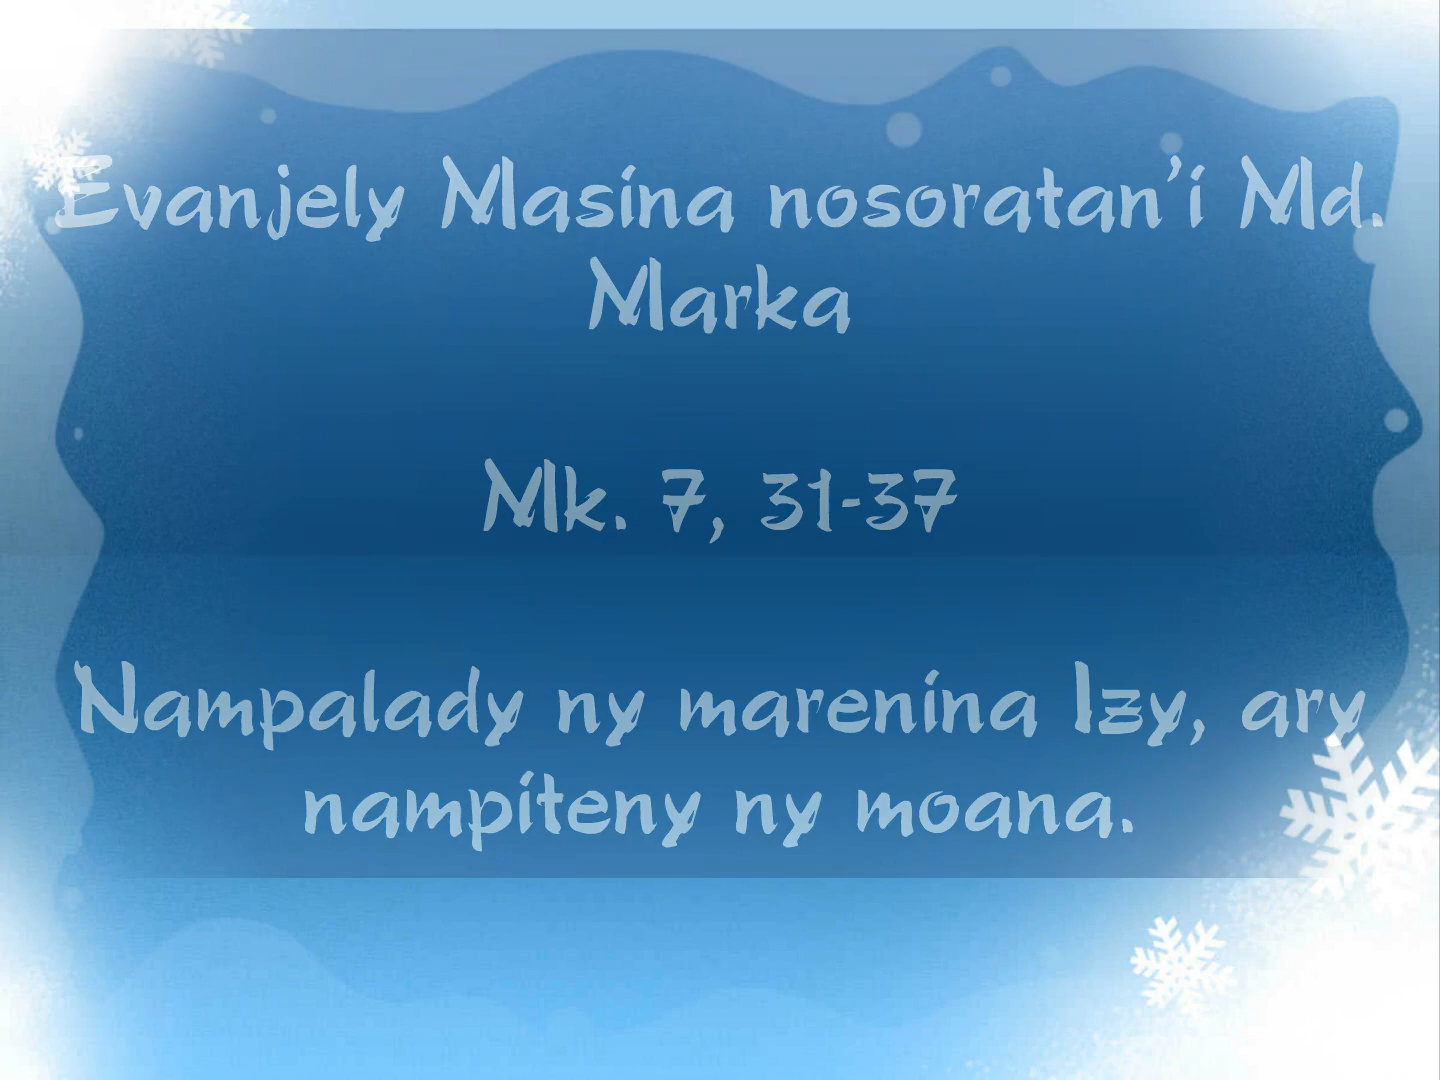 Evanjely Masina nosoratan’i Md.
Marka
Mk. 7, 31-37
Nampalady ny marenina Izy, ary
nampiteny ny moana.